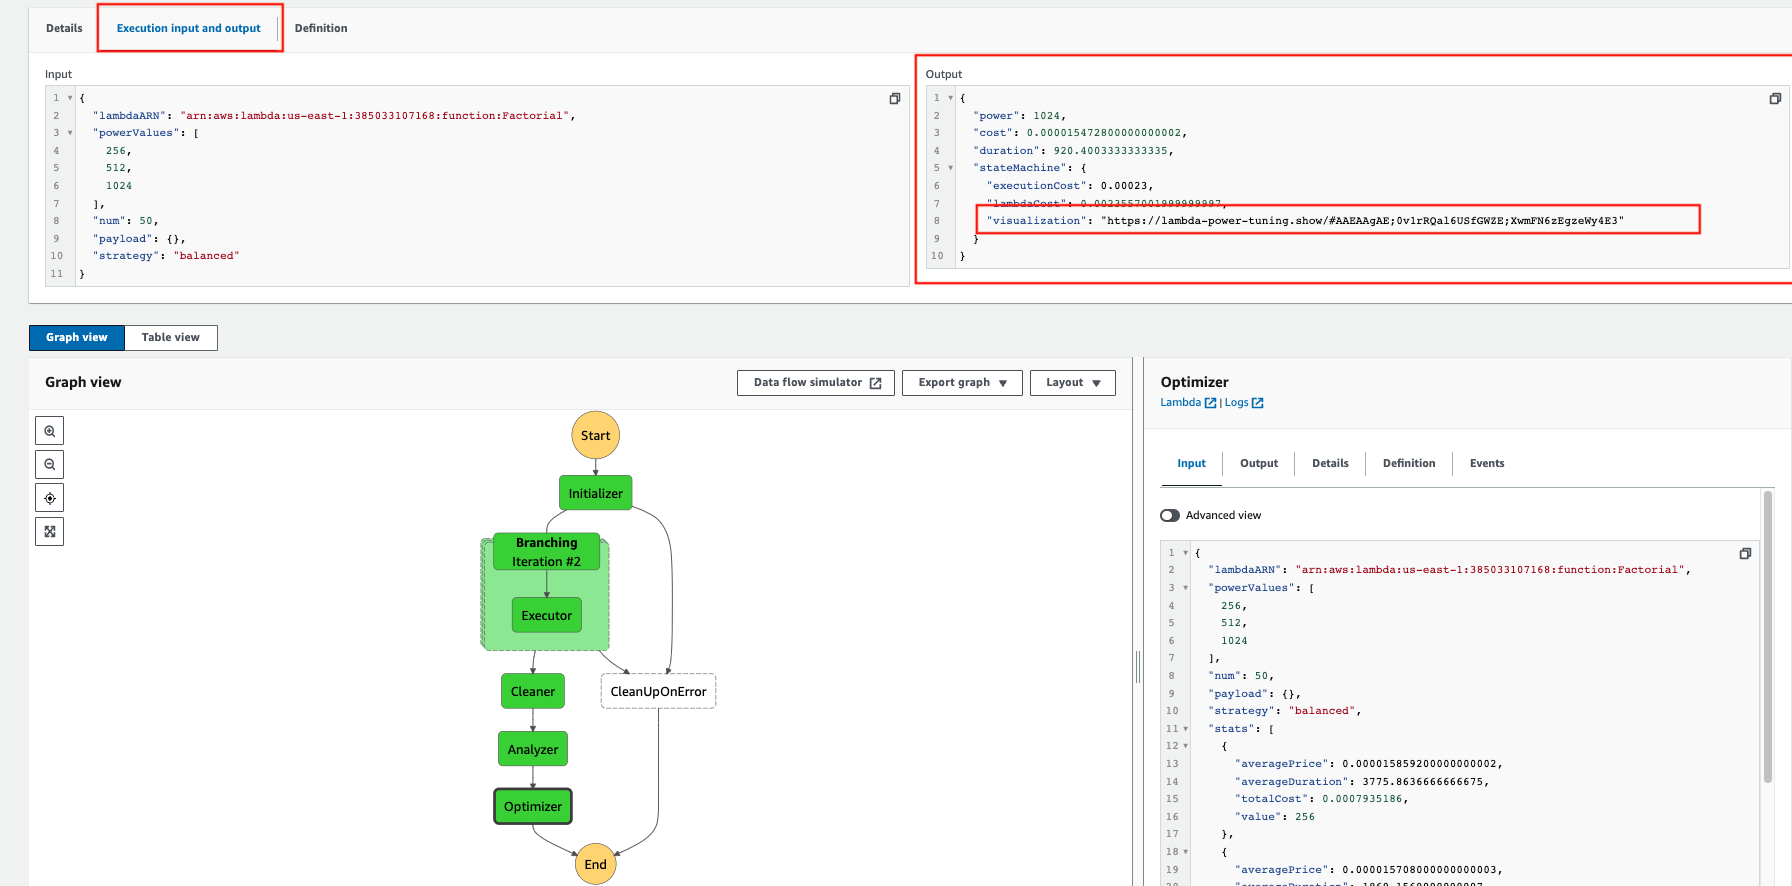 Details
Execution input and output
Definition
Input
1 {
2 "lambdaARN": "arn:aws:lambda:us-east-1:385033107168:function:Factorial",
3 "powerValues": [
4 256,
5 512,
6 1024
7 ],
8 "num": 50,
9 "payload": {},
10 "strategy": "balanced"
11 }
Output
1 {
2 "power": 1024,
3 "cost": 0.000015472800000000002,
4 "duration": 920.4003333333335,
5 "stateMachine": {
6 "executionCost": 0.00023,
7 "lambdaCost": 0.0023557001999999997,
8 "visualization": "https://lambda-power-tuning.show/#AAEAAgAE;0v1rRQal6USfGWZE;XwmFN6zEgzeWy4E3"
9 }
10 }
Graph view
Table view
Graph view
Data flow simulator
Export graph
Layout
Start
Initializer
Branching
Iteration #2
Executor
Cleaner
CleanUpOnError
Analyzer
Optimizer
End
Optimizer
Lambda | Logs
Input
Output
Details
Definition
Events
Advanced view
1 {
2 "lambdaARN": "arn:aws:lambda:us-east-1:385033107168:function:Factorial",
3 "powerValues": [
4 256,
5 512,
6 1024
7 ],
8 "num": 50,
9 "payload": {},
10 "strategy": "balanced",
11 "stats": [
12 {
13 "averagePrice": 0.000015859200000000002,
14 "averageDuration": 3775.8636666666675,
15 "totalCost": 0.0007935186,
16 "value": 256
17 },
18 {
19 "averagePrice": 0.0000157080000000000003,